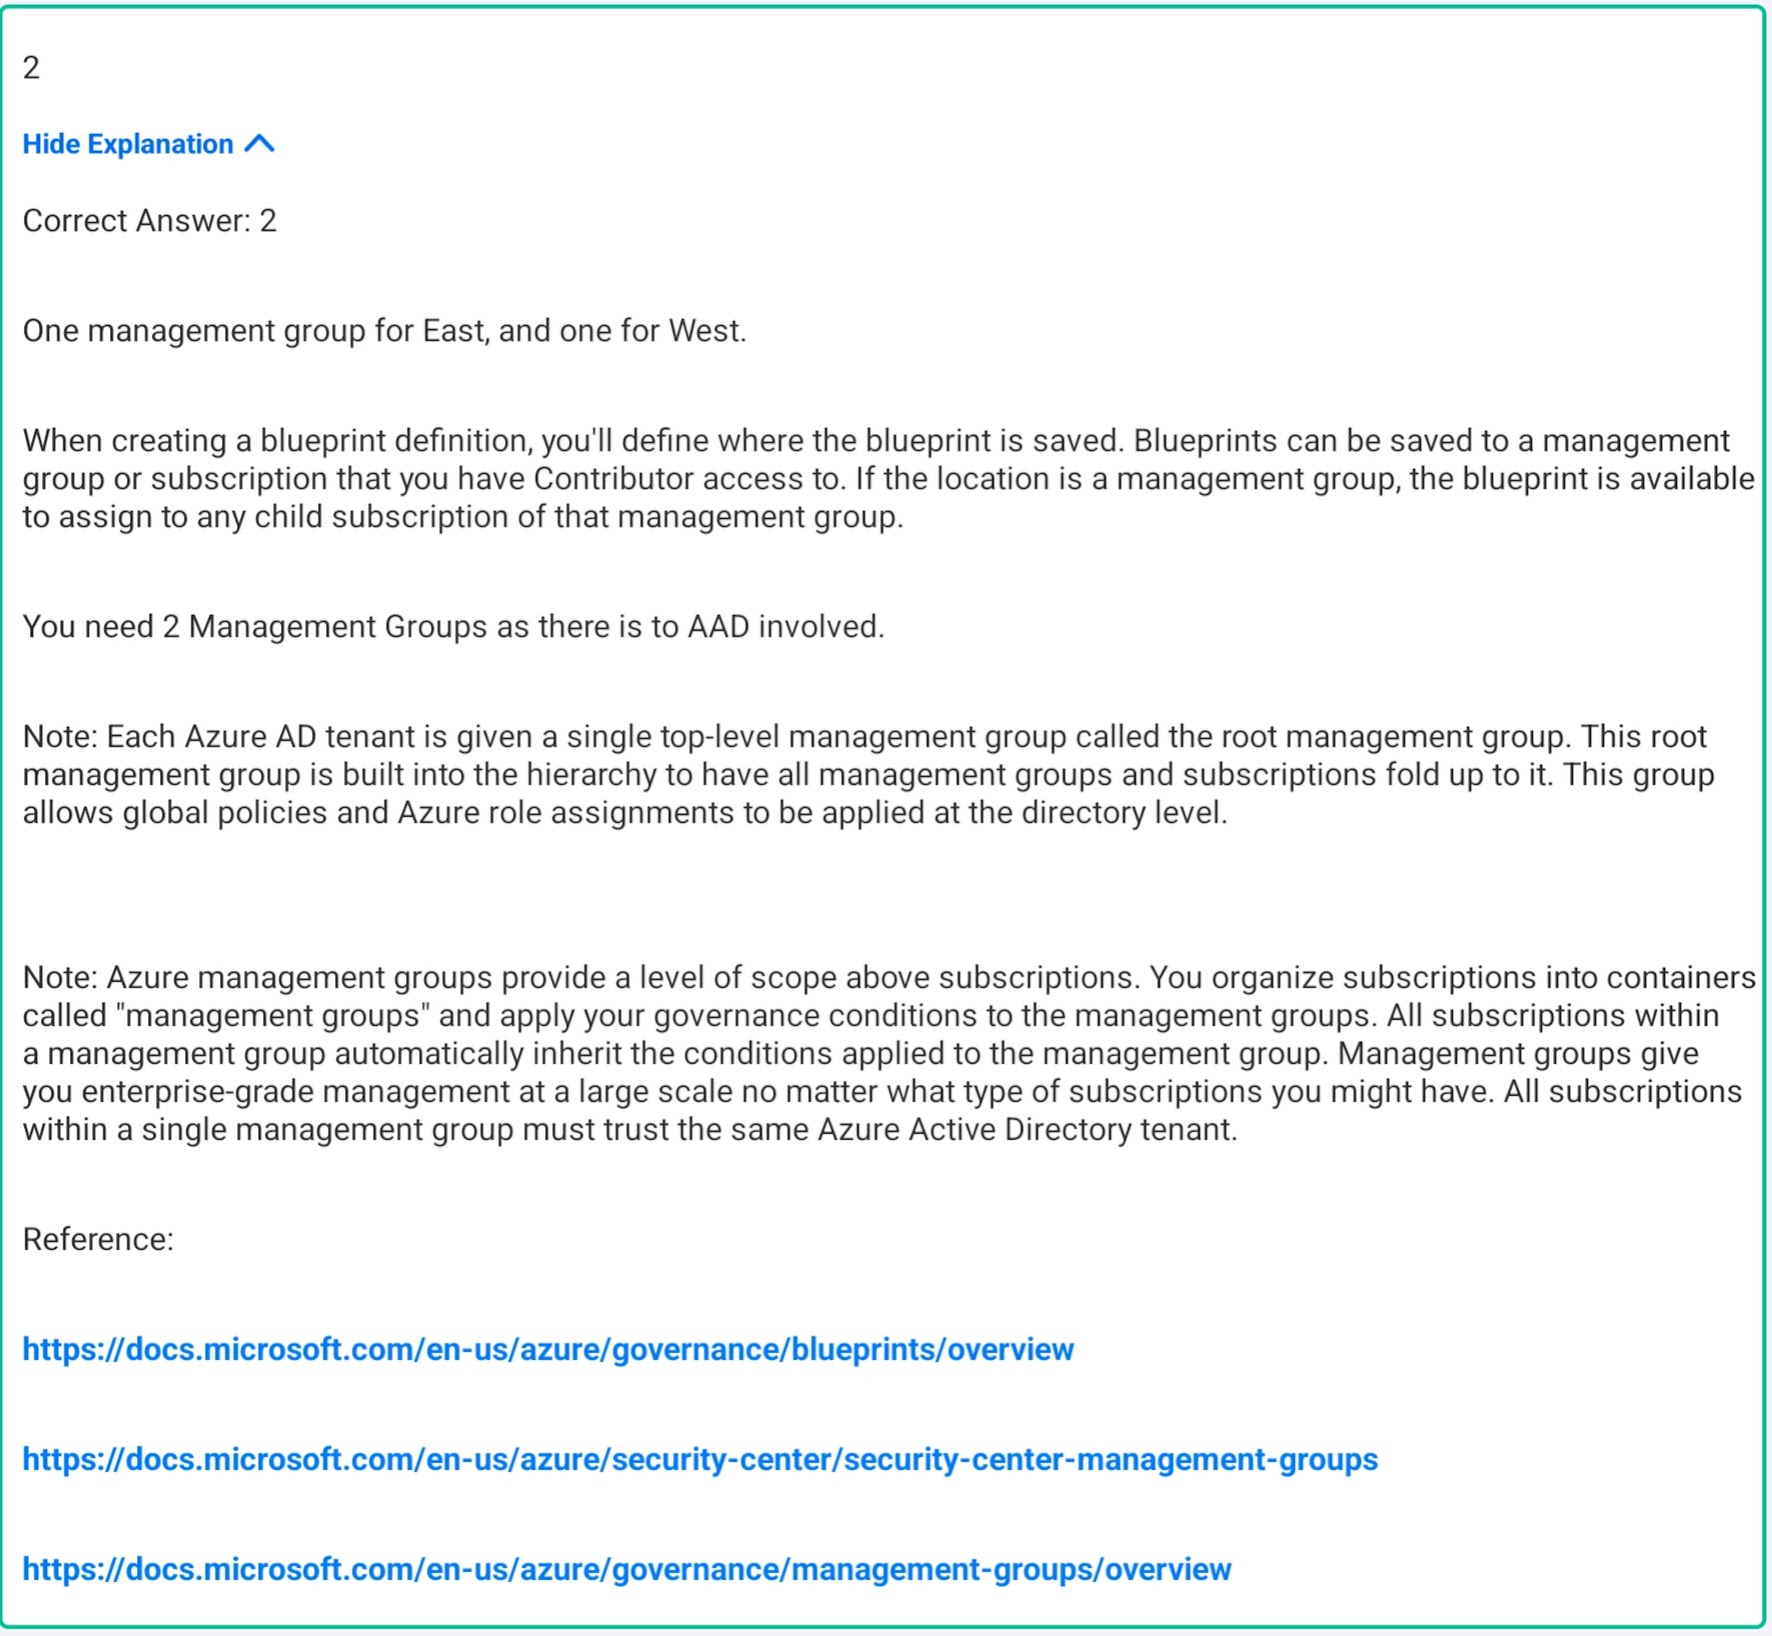 2
Hide Explanation
Correct Answer: 2
One management group for East, and one for West.
When creating a blueprint definition, you'll define where the blueprint is saved. Blueprints can be saved to a management
group or subscription that you have Contributor access to. If the location is a management group, the blueprint is available
to assign to any child subscription of that management group.
You need 2 Management Groups as there is to AAD involved.
Note: Each Azure AD tenant is given a single top-level management group called the root management group. This root
management group is built into the hierarchy to have all management groups and subscriptions fold up to it. This group
allows global policies and Azure role assignments to be applied at the directory level.
Note: Azure management groups provide a level of scope above subscriptions. You organize subscriptions into containers
called "management groups" and apply your governance conditions to the management groups. All subscriptions within
a management group automatically inherit the conditions applied to the management group. Management groups give
you enterprise-grade management at a large scale no matter what type of subscriptions you might have. All subscriptions
within a single management group must trust the same Azure Active Directory tenant.
Reference:
https://docs.microsoft.com/en-us/azure/governance/blueprints/overview
https://docs.microsoft.com/en-us/azure/security-center/security-center-management-groups
https://docs.microsoft.com/en-us/azure/governance/management-groups/overview